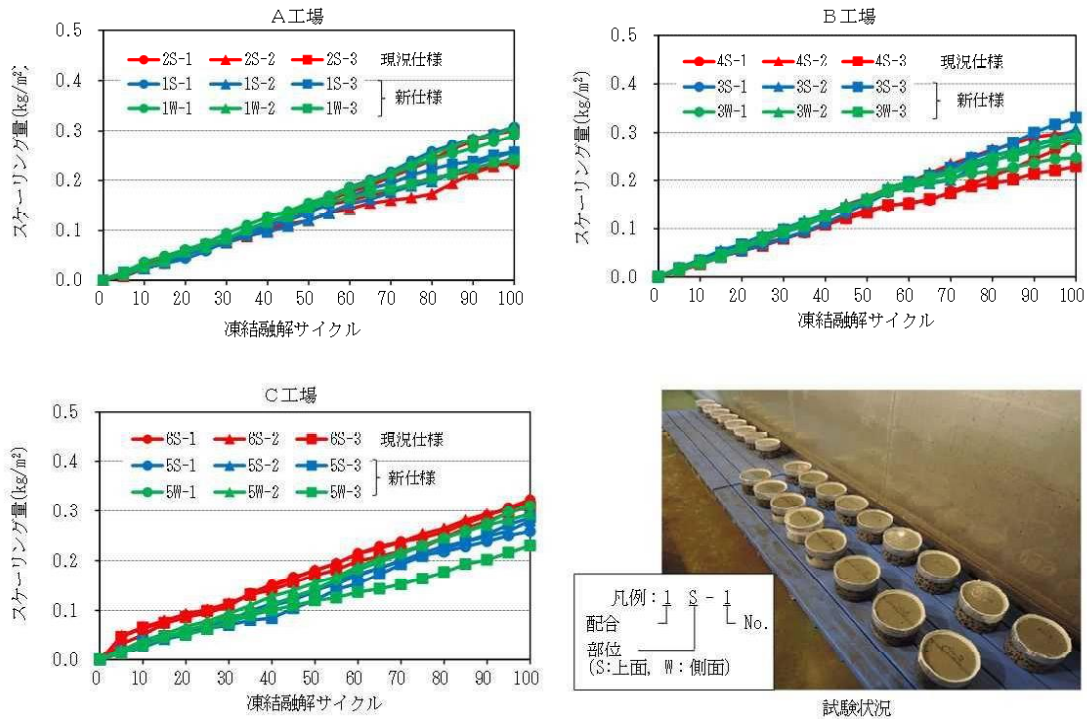 A工場
スケーリング量(kg/m²)
0.5
0.4
0.3
0.2
0.1
0.0
2S-1 2S-2 2S-3 現況仕様
1S-1 1S-2 1S-3
1W-1 1W-2 1W-3
新仕様
0 10 20 30 40 50 60 70 80 90 100
凍結融解サイクル
B工場
スケーリング量(kg/m²)
0.5
0.4
0.3
0.2
0.1
0.0
4S-1 4S-2 4S-3 現況仕様
3S-1 3S-2 3S-3
3W-1 3W-2 3W-3
新仕様
0 10 20 30 40 50 60 70 80 90 100
凍結融解サイクル
C工場
スケーリング量(kg/m²)
0.5
0.4
0.3
0.2
0.1
0.0
6S-1 6S-2 6S-3 現況仕様
5S-1 5S-2 5S-3
5W-1 5W-2 5W-3
新仕様
0 10 20 30 40 50 60 70 80 90 100
凍結融解サイクル
凡例：1 S - 1
配合 No.
部位
(S:上面, W：側面)
試験状況